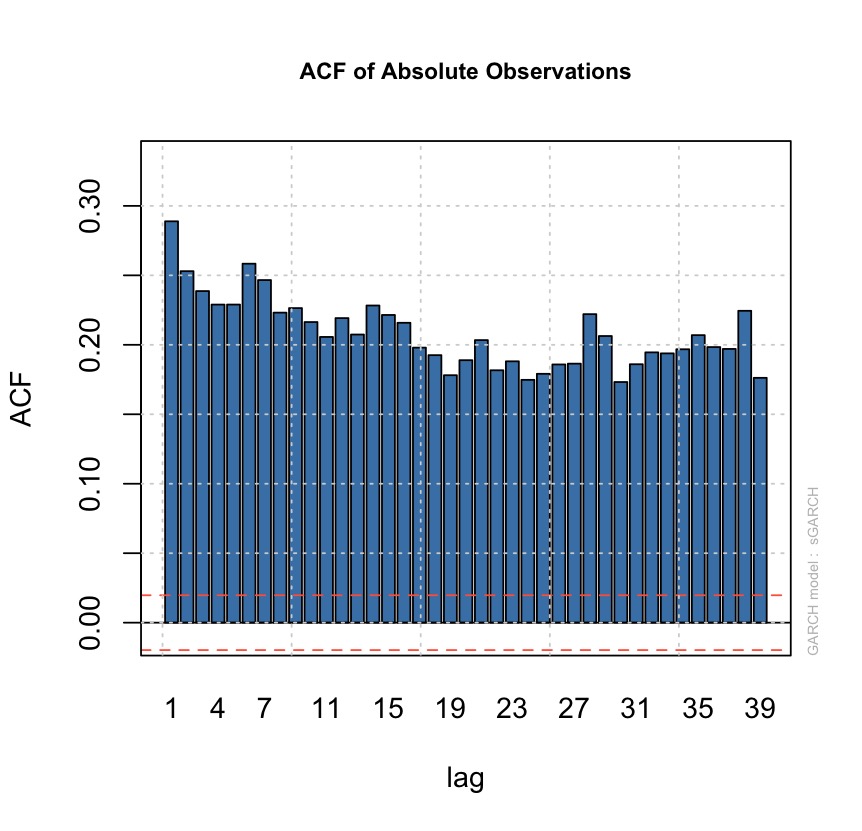 ACF of Absolute Observations
ACF
0.30
0.20
0.10
0.00
1 4 7 11 15 19 23 27 31 35 39
lag
GARCH model : sGARCH